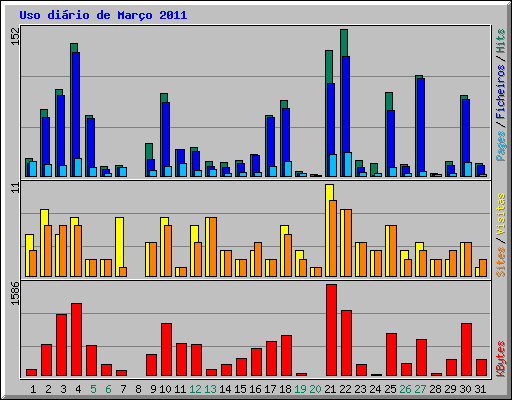 Uso diário de Março 2011
152
11
1586
Pages / Ficheiros / Hits
Sites / Visitas
KBytes
1 2 3 4 5 6 7 8 9 10 11 12 13 14 15 16 17 18 19 20 21 22 23 24 25 26 27 28 29 30 31